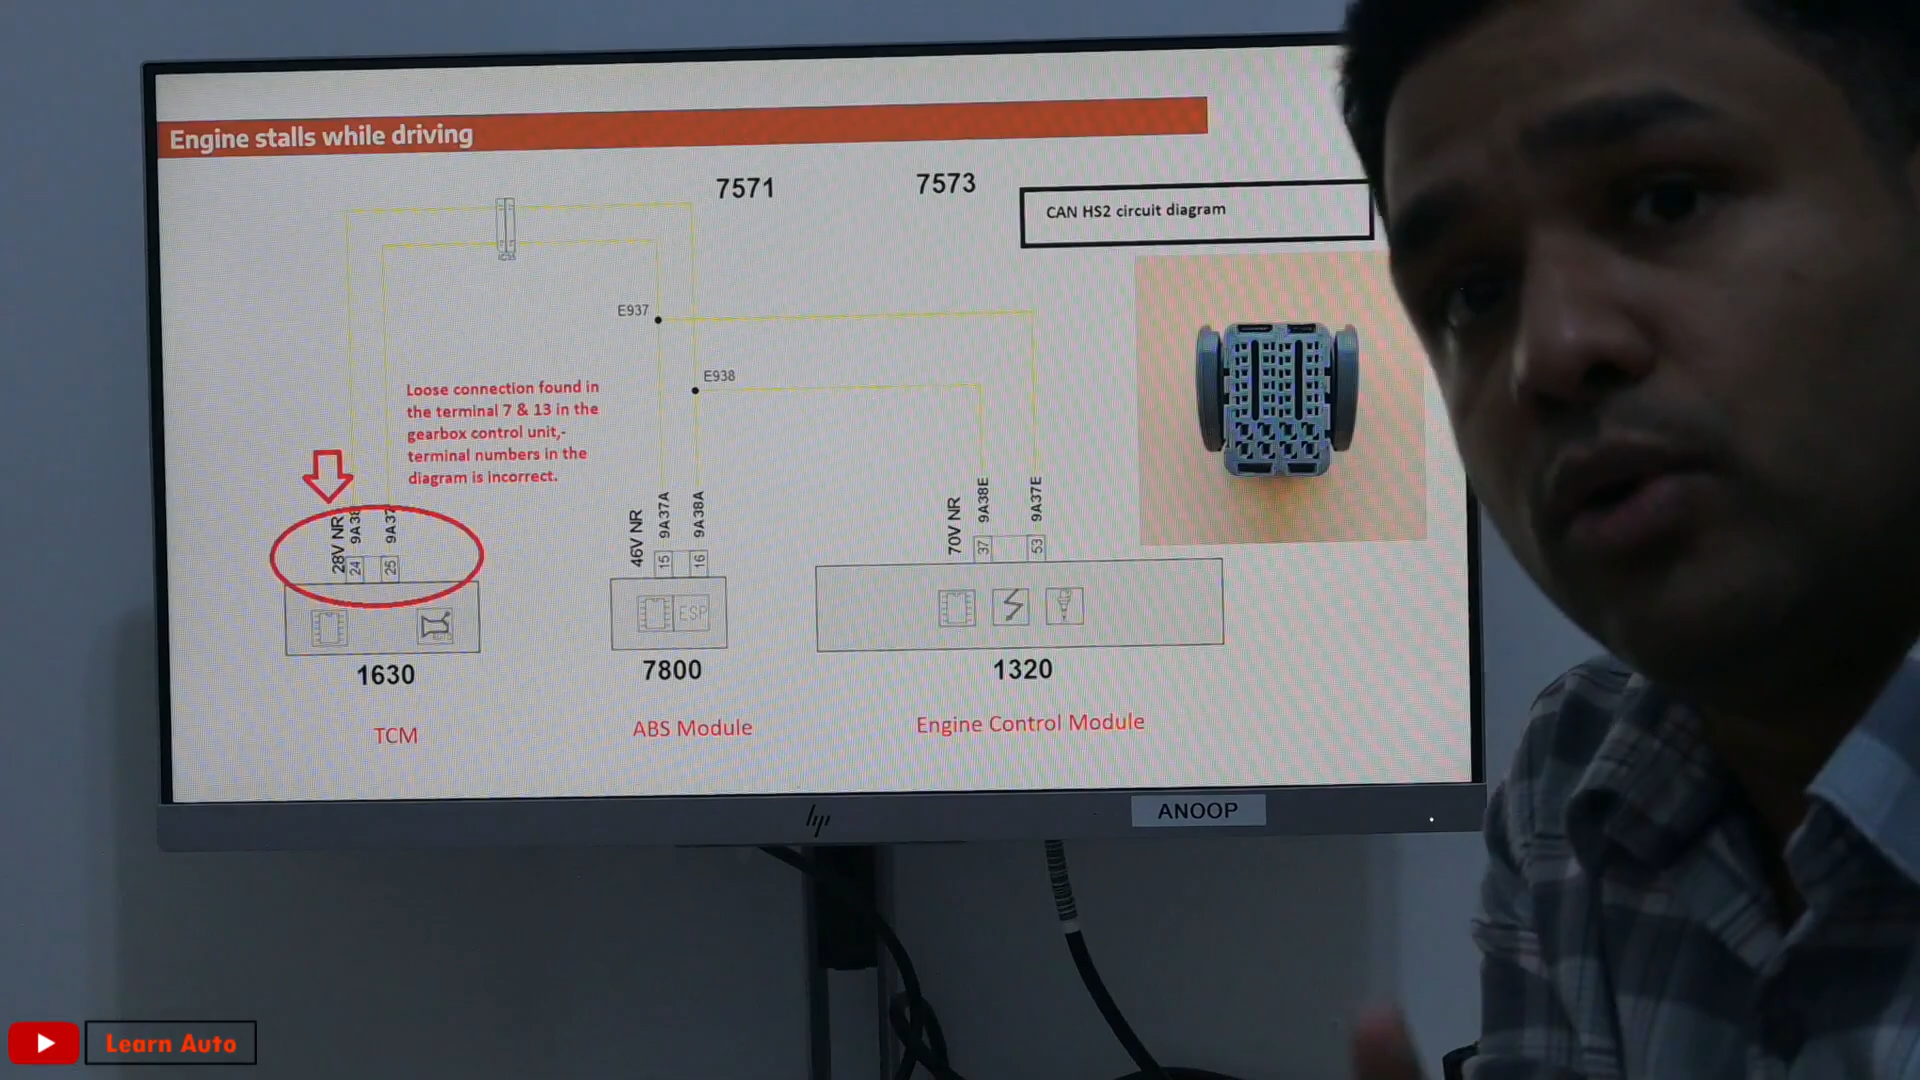 Engine stalls while driving
7571
7573
CAN HS2 circuit diagram
E937
E938
Loose connection found in
the terminal 7 & 13 in the
gearbox control unit,-
terminal numbers in the
diagram is incorrect.
28V NR
9A38
9A37
24
25
46V NR
9A37A
9A38A
15
16
70V NR
9A38E
9A37E
37
53
ESP
1630
7800
1320
TCM
ABS Module
Engine Control Module
hp
ANOOP
Learn Auto